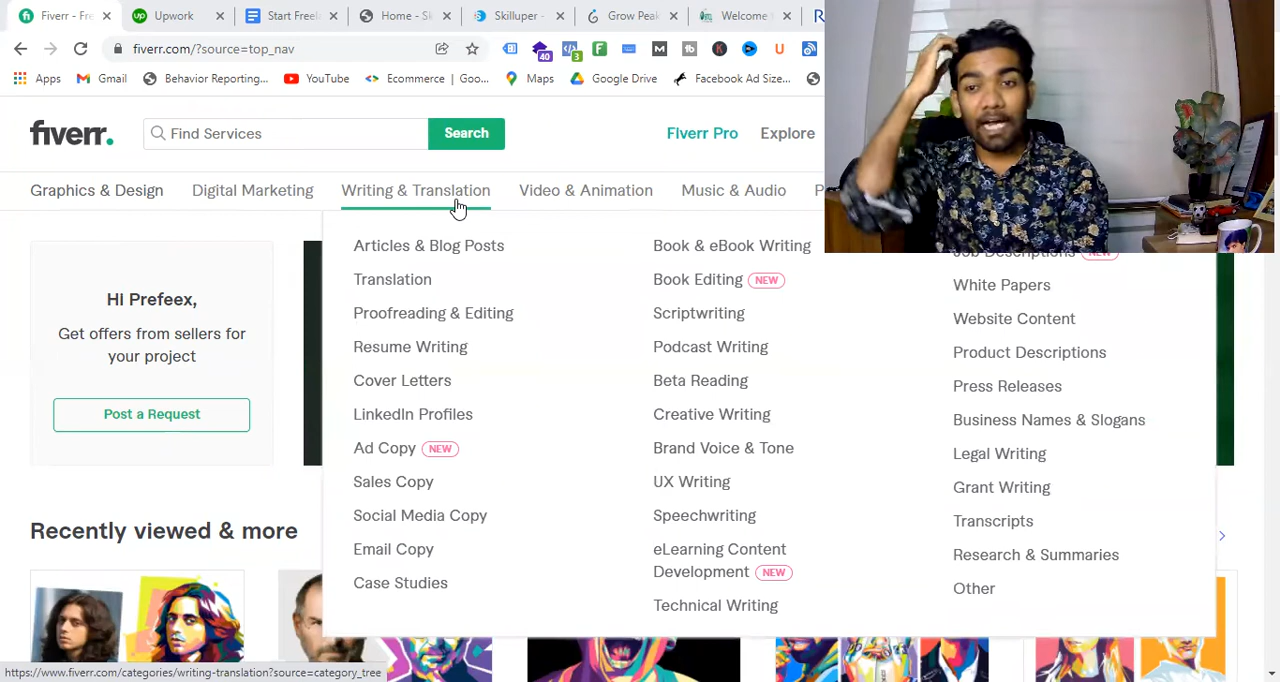 Fiverr - Fre
Upwork
Start Freel
Home - Sk
Skilluper -
Grow Peak
Welcome
fiverr.com/?source=top_nav
40
3
Apps
Gmail
Behavior Reporting...
YouTube
Ecommerce | Goo...
Maps
Google Drive
Facebook Ad Size...
fiverr.
Find Services
Search
Fiverr Pro
Explore
Graphics & Design
Digital Marketing
Writing & Translation
Video & Animation
Music & Audio
P
Hi Prefeex,
Get offers from sellers for
your project
Post a Request
Articles & Blog Posts
Translation
Proofreading & Editing
Resume Writing
Cover Letters
LinkedIn Profiles
Ad Copy NEW
Sales Copy
Social Media Copy
Email Copy
Case Studies
Book & eBook Writing
Book Editing NEW
Scriptwriting
Podcast Writing
Beta Reading
Creative Writing
Brand Voice & Tone
UX Writing
Speechwriting
eLearning Content
Development NEW
Technical Writing
Job Descriptions NEW
White Papers
Website Content
Product Descriptions
Press Releases
Business Names & Slogans
Legal Writing
Grant Writing
Transcripts
Research & Summaries
Other
Recently viewed & more
https://www.fiverr.com/categories/writing-translation?source=category_tree